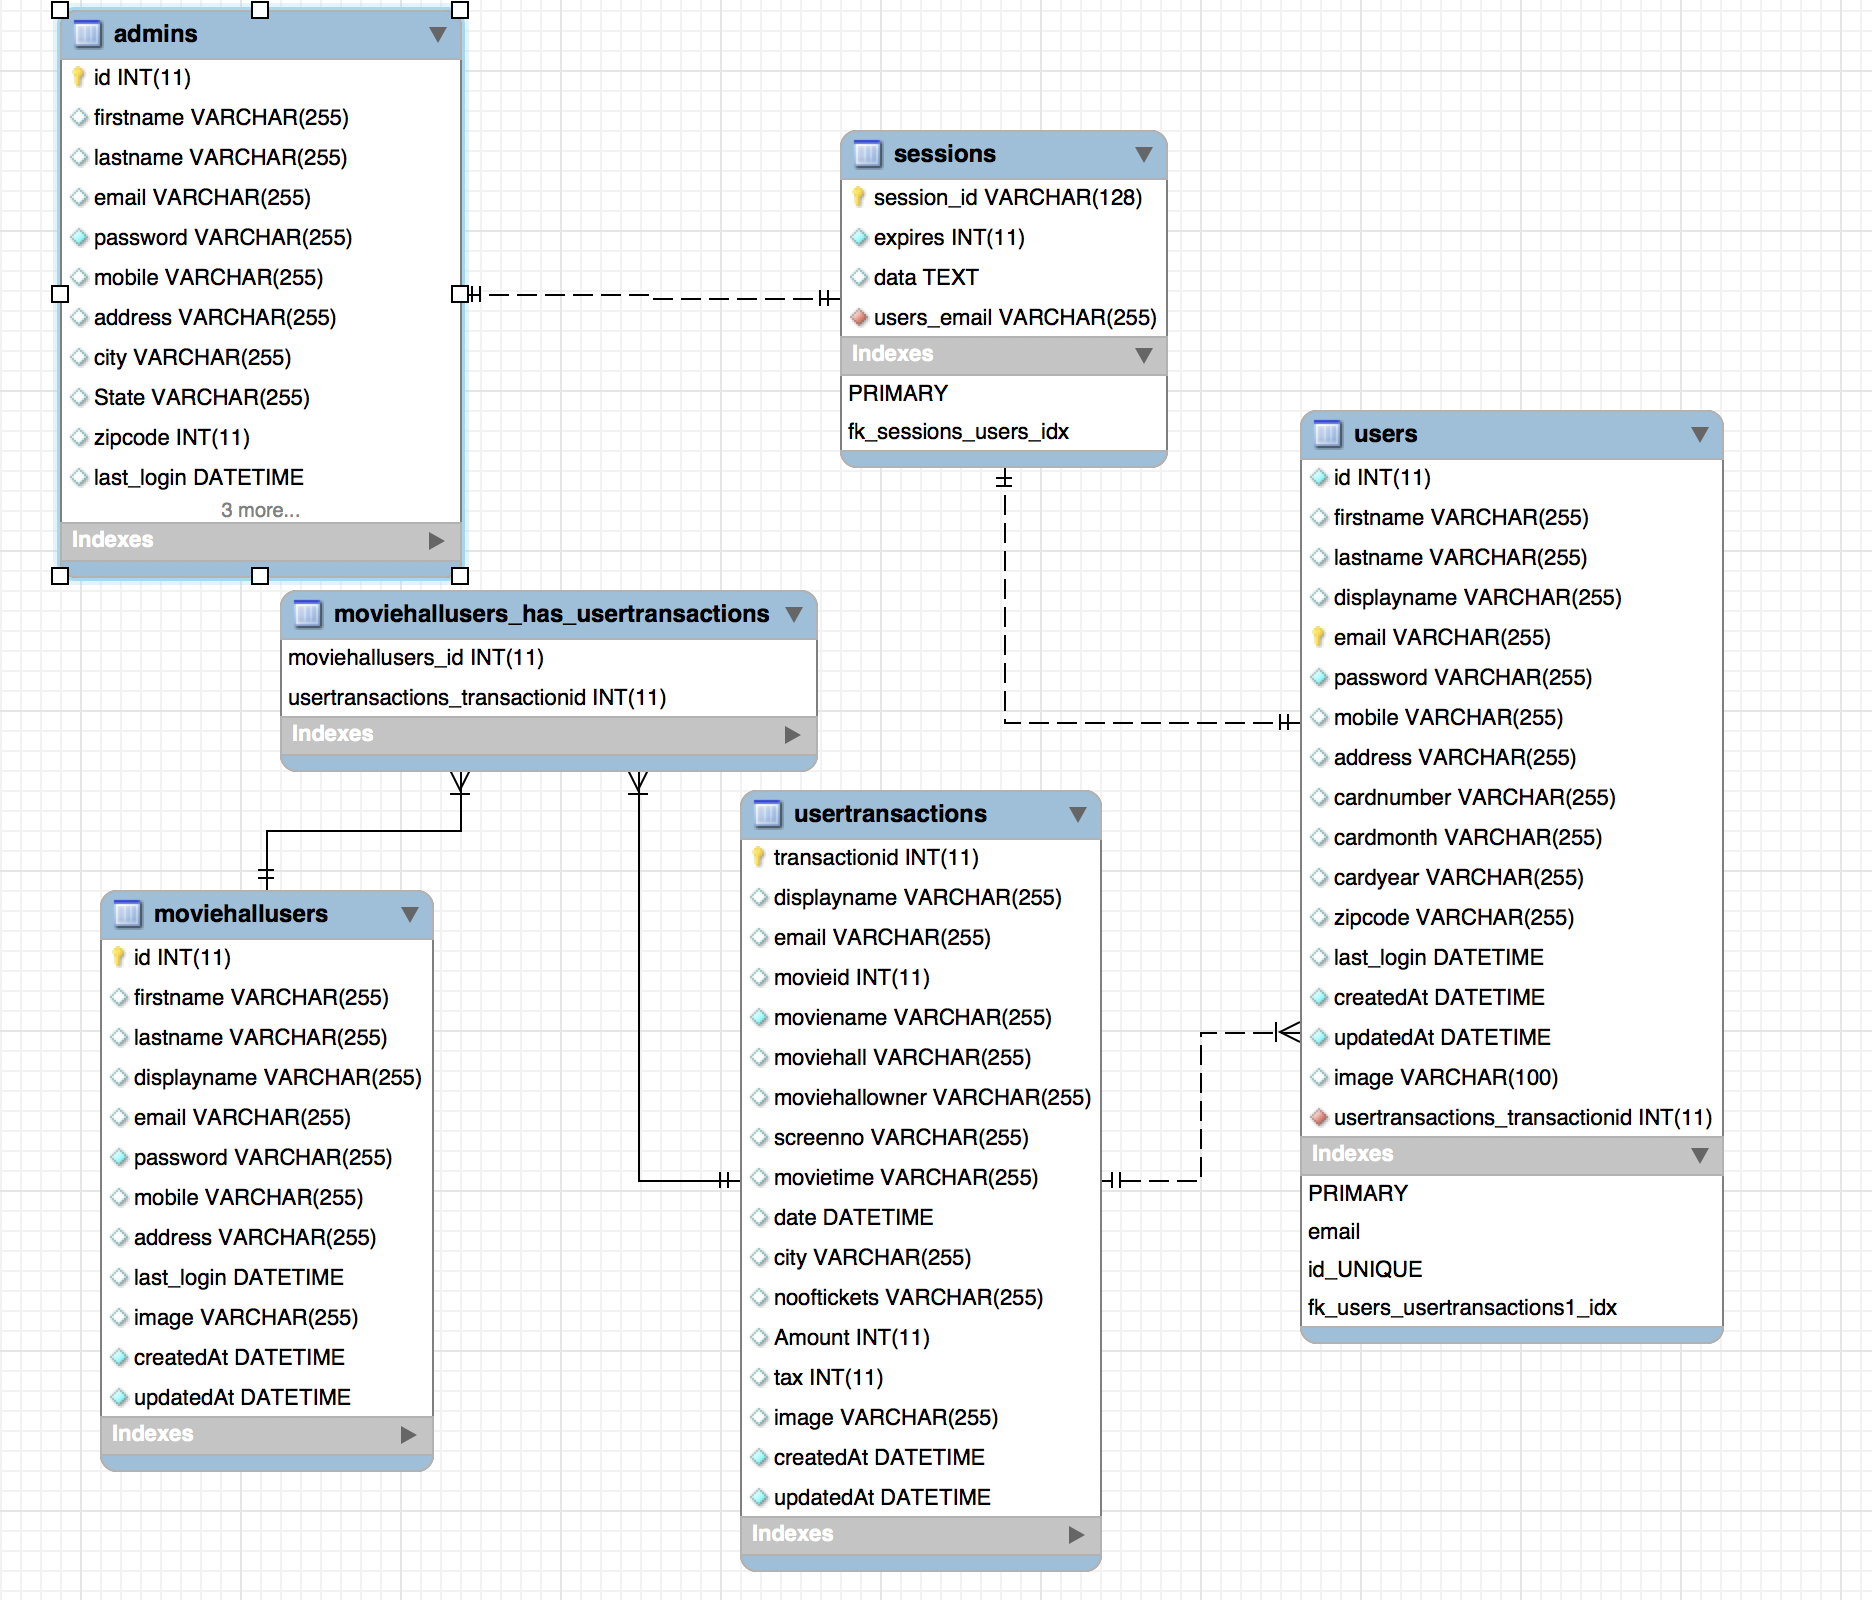 admins
id INT(11)
firstname VARCHAR(255)
lastname VARCHAR(255)
email VARCHAR(255)
password VARCHAR(255)
mobile VARCHAR(255)
address VARCHAR(255)
city VARCHAR(255)
State VARCHAR(255)
zipcode INT(11)
last_login DATETIME
3 more...
Indexes
sessions
session_id VARCHAR(128)
expires INT(11)
data TEXT
users_email VARCHAR(255)
Indexes
PRIMARY
fk_sessions_users_idx
users
id INT(11)
firstname VARCHAR(255)
lastname VARCHAR(255)
displayname VARCHAR(255)
email VARCHAR(255)
password VARCHAR(255)
mobile VARCHAR(255)
address VARCHAR(255)
cardnumber VARCHAR(255)
cardmonth VARCHAR(255)
cardyear VARCHAR(255)
zipcode VARCHAR(255)
last_login DATETIME
createdAt DATETIME
updatedAt DATETIME
image VARCHAR(100)
usertransactions_transactionid INT(11)
Indexes
PRIMARY
email
id_UNIQUE
fk_users_usertransactions1_idx
moviehallusers_has_usertransactions
moviehallusers_id INT(11)
usertransactions_transactionid INT(11)
Indexes
usertransactions
transactionid INT(11)
displayname VARCHAR(255)
email VARCHAR(255)
movieid INT(11)
moviename VARCHAR(255)
moviehall VARCHAR(255)
moviehallowner VARCHAR(255)
screenno VARCHAR(255)
movietime VARCHAR(255)
date DATETIME
city VARCHAR(255)
nooftickets VARCHAR(255)
Amount INT(11)
tax INT(11)
image VARCHAR(255)
createdAt DATETIME
updatedAt DATETIME
Indexes
moviehallusers
id INT(11)
firstname VARCHAR(255)
lastname VARCHAR(255)
displayname VARCHAR(255)
email VARCHAR(255)
password VARCHAR(255)
mobile VARCHAR(255)
address VARCHAR(255)
last_login DATETIME
image VARCHAR(255)
createdAt DATETIME
updatedAt DATETIME
Indexes